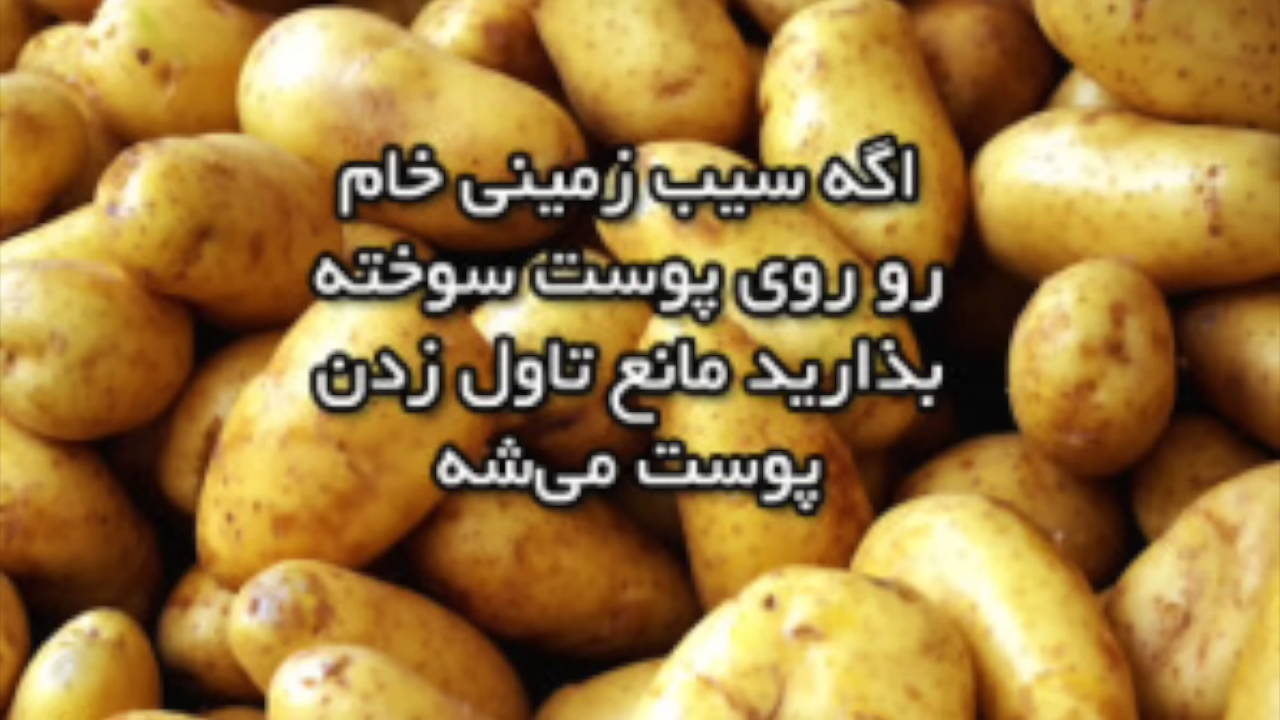 اگه سیب زمینی خام
رو روی پوست سوخته
بذارید مانع تاول زدن
پوست می‌شه